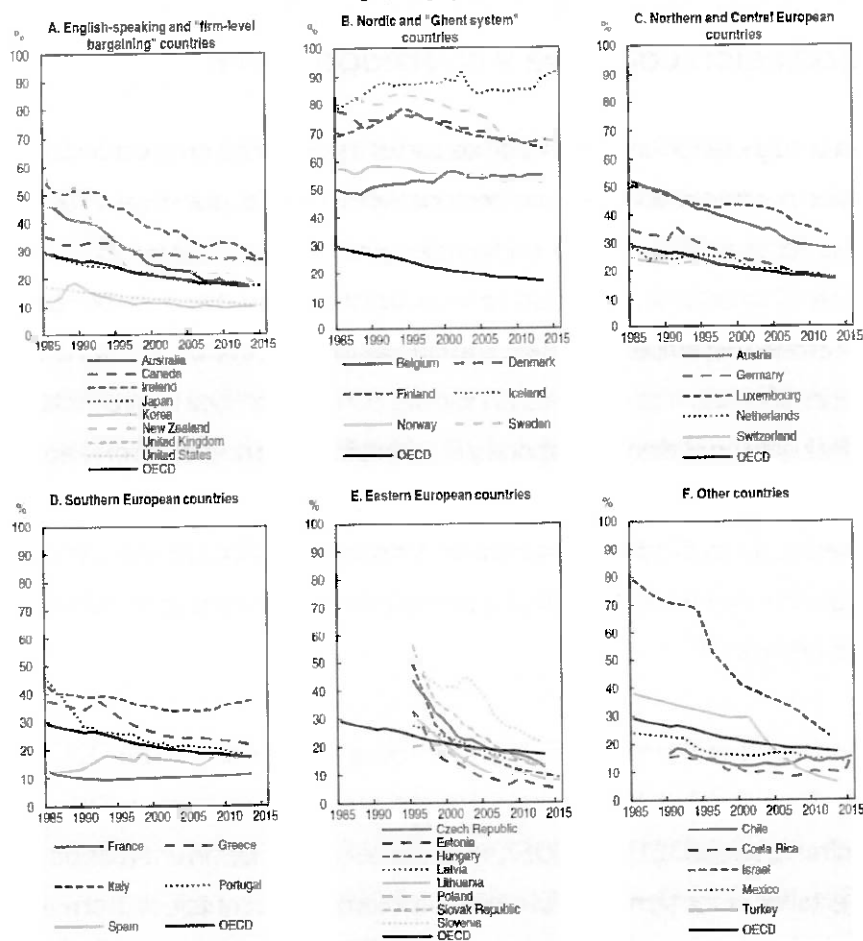 A. English-speaking and "firm-level
bargaining" countries
%
100
90
80
70
60
50
40
30
20
10
0
1985 1990 1995 2000 2005 2010 2015
Australia
Canada
Ireland
Japan
Korea
New Zealand
United Kingdom
United States
OECD
B. Nordic and "Ghent system"
countries
%
100
90
80
70
60
50
40
30
20
10
0
1985 1990 1995 2000 2005 2010 2015
Belgium Denmark
Finland Iceland
Norway Sweden
OECD
C. Northern and Central European
countries
%
100
90
80
70
60
50
40
30
20
10
0
1985 1990 1995 2000 2005 2010 2015
Austria
Germany
Luxembourg
Netherlands
Switzerland
OECD
D. Southern European countries
%
100
90
80
70
60
50
40
30
20
10
0
1985 1990 1995 2000 2005 2010 2015
France Greece
Italy Portugal
Spain OECD
E. Eastern European countries
%
100
90
80
70
60
50
40
30
20
10
0
1985 1990 1995 2000 2005 2010 2015
Czech Republic
Estonia
Hungary
Latvia
Lithuania
Poland
Slovak Republic
Slovenia
OECD
F. Other countries
%
100
90
80
70
60
50
40
30
20
10
0
1985 1990 1995 2000 2005 2010 2015
Chile
Costa Rica
Israel
Mexico
Turkey
OECD